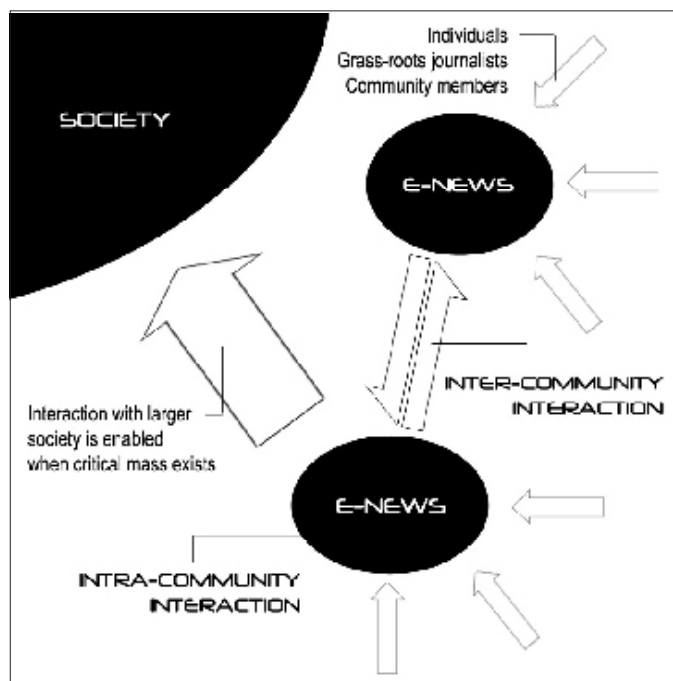 Individuals
Grass-roots journalists
Community members
SOCIETY
E-NEWS
INTER-COMMUNITY
INTERACTION
Interaction with larger
society is enabled
when critical mass exists
E-NEWS
INTRA-COMMUNITY
INTERACTION